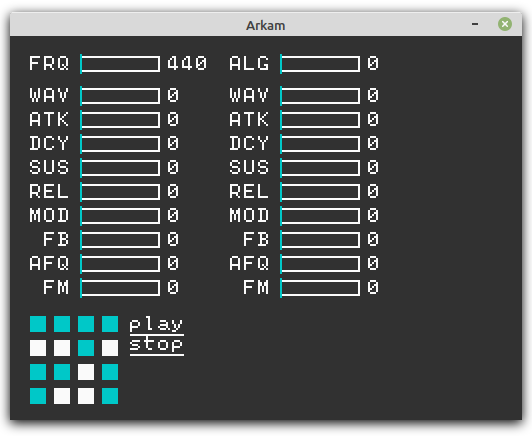 Arkam
FRQ 440 ALG 0
WAV 0 WAV 0
ATK 0 ATK 0
DCY 0 DCY 0
SUS 0 SUS 0
REL 0 REL 0
MOD 0 MOD 0
FB 0 FB 0
AFQ 0 AFQ 0
FM 0 FM 0
play
stop